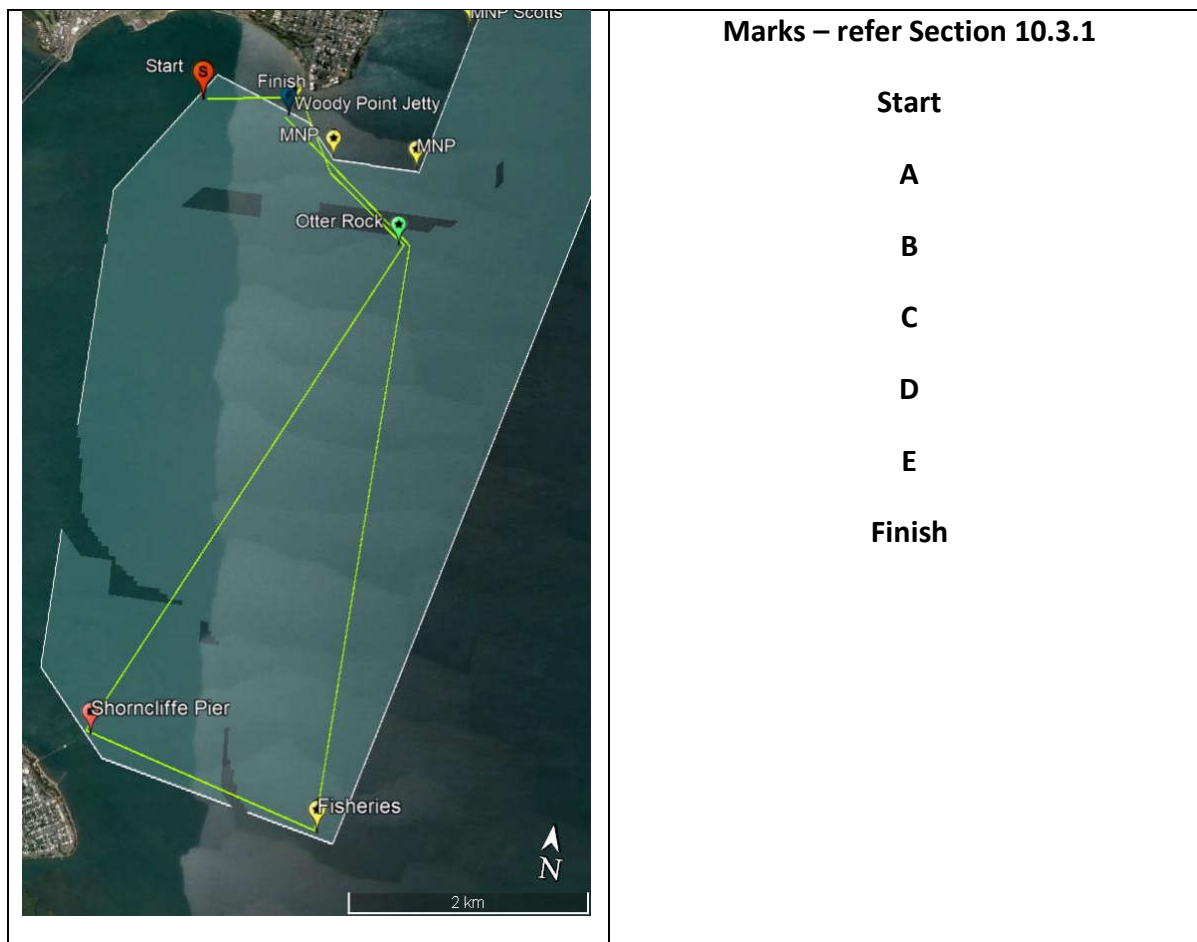 MNP Scotts
Start
S
Finish
Woody Point Jetty
MNP
MNP
Otter Rock
Shorncliffe Pier
Fisheries
N
2 km
Marks – refer Section 10.3.1
Start
A
B
C
D
E
Finish